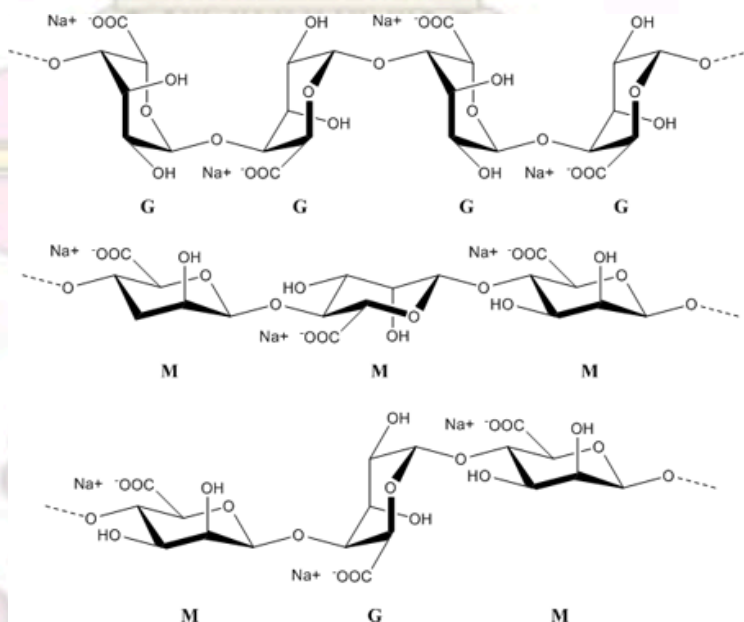 Na+ ⁻OOC OH Na+ ⁻OOC OH
O O O
OH O OH O
O OH O OH
O O
OH Na+ ⁻OOC OH Na+ ⁻OOC
G G G G
Na+ ⁻OOC OH Na+ ⁻OOC OH
O HO O O
O O HO O
Na+ ⁻OOC O
OH
M M M
OH
Na+ ⁻OOC OH
O
Na+ ⁻OOC OH O HO O
O O
O OH
HO O
Na+ ⁻OOC
M G M